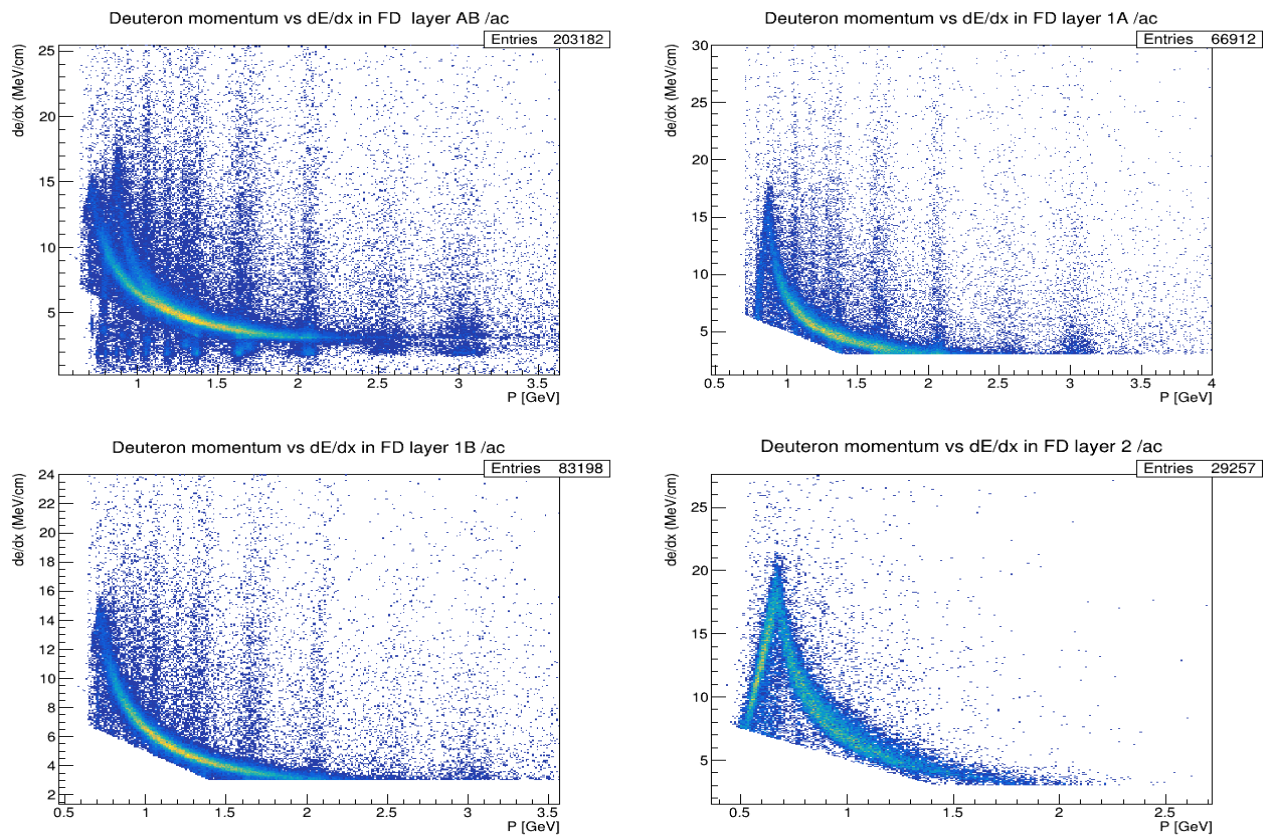 Deuteron momentum vs dE/dx in FD layer AB /ac
Entries 203182
de/dx (MeV/cm)
25
20
15
10
5
1 1.5 2 2.5 3 3.5
P [GeV]
Deuteron momentum vs dE/dx in FD layer 1A /ac
Entries 66912
de/dx (MeV/cm)
30
25
20
15
10
5
0.5 1 1.5 2 2.5 3 3.5 4
P [GeV]
Deuteron momentum vs dE/dx in FD layer 1B /ac
Entries 83198
de/dx (MeV/cm)
24
22
20
18
16
14
12
10
8
6
4
2
0.5 1 1.5 2 2.5 3 3.5
P [GeV]
Deuteron momentum vs dE/dx in FD layer 2 /ac
Entries 29257
de/dx (MeV/cm)
25
20
15
10
5
0.5 1 1.5 2 2.5
P [GeV]